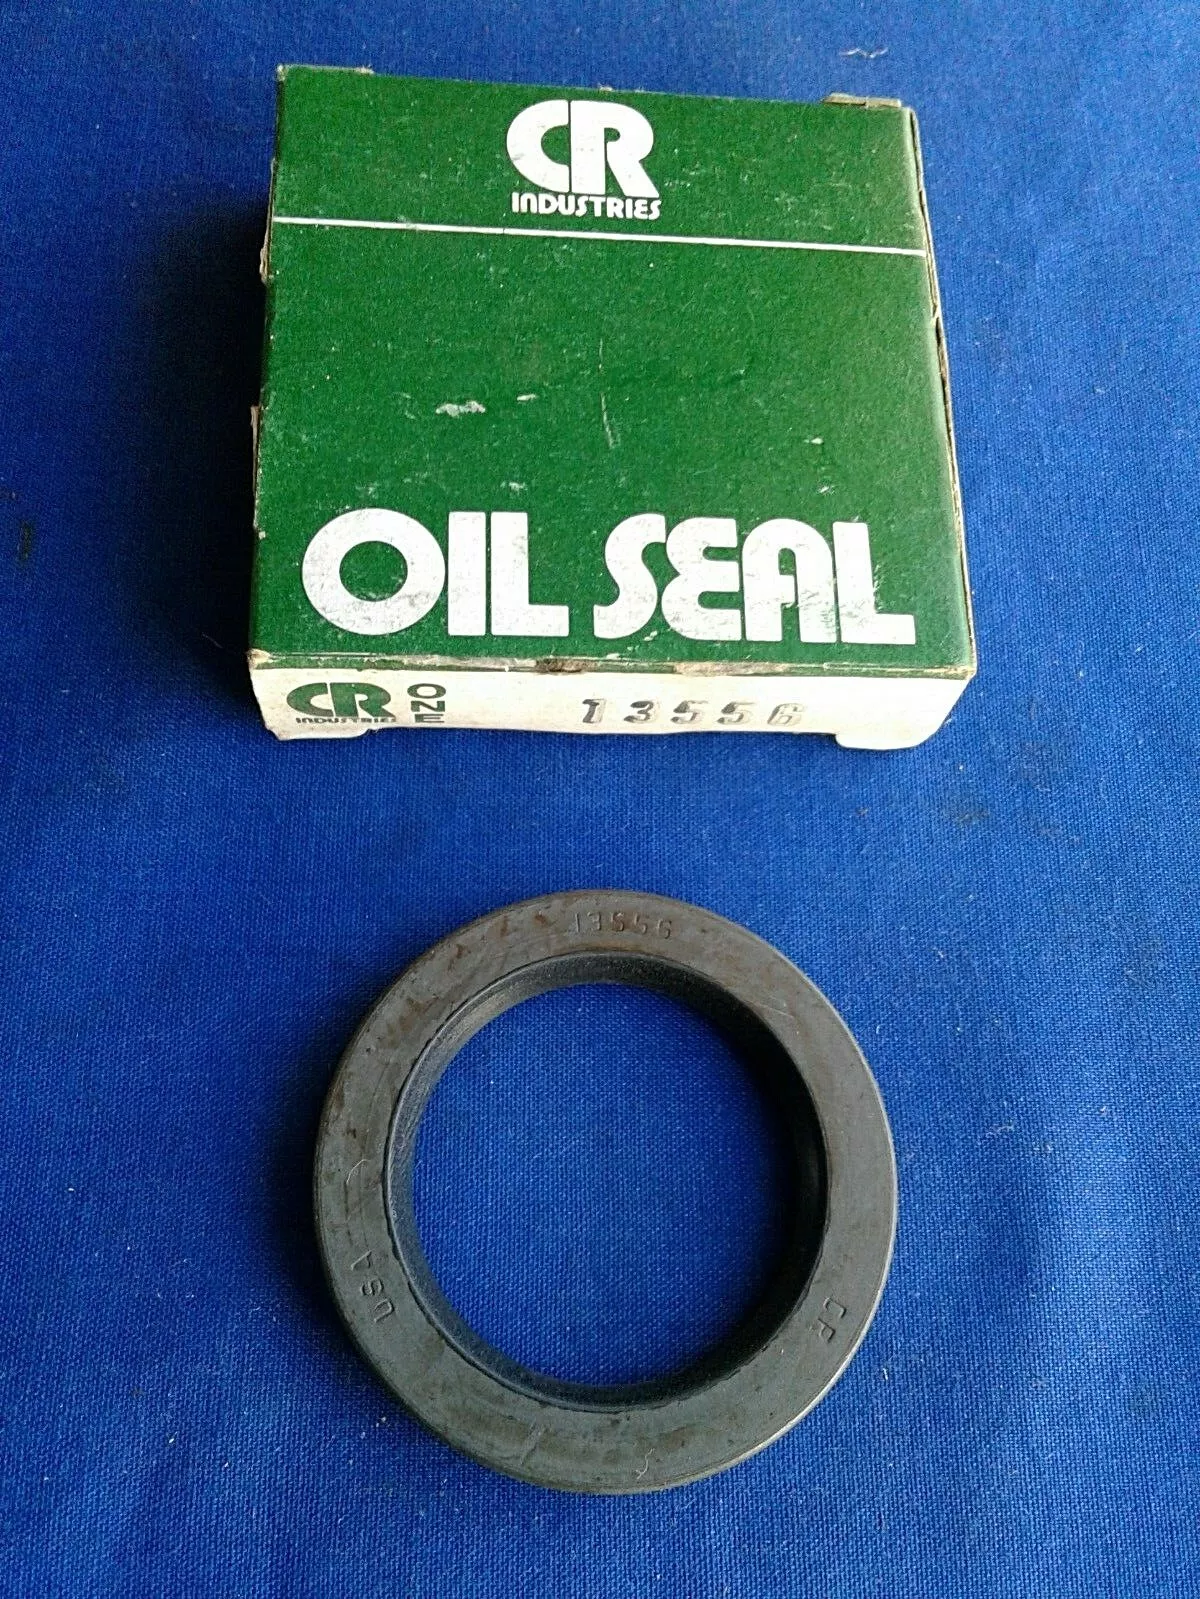 CR
INDUSTRIES
OIL SEAL
CR
INDUSTRIES
ONE
13556
13556
USA
CR